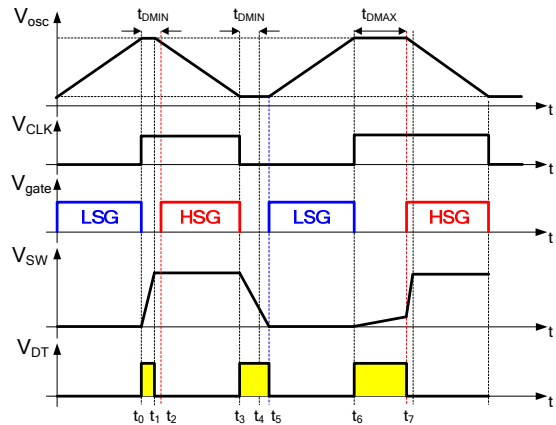 tDMIN tDMIN tDMAX
Vosc
t
VCLK
t
Vgate
LSG HSG LSG HSG
t
VSW
t
VDT
t
t0 t1 t2 t3 t4 t5 t6 t7